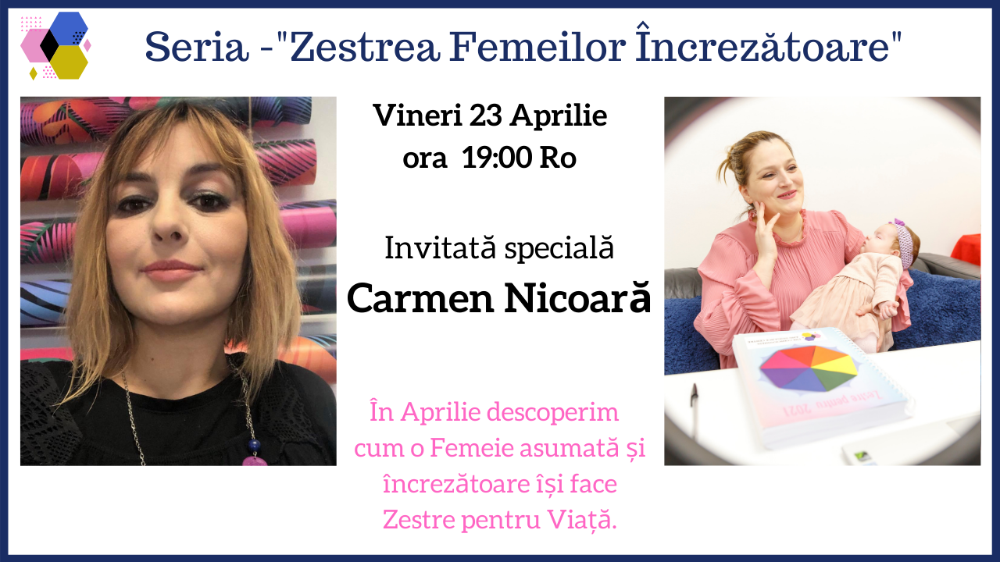 Seria -"Zestrea Femeilor Încrezătoare"
Vineri 23 Aprilie
ora 19:00 Ro
Invitată specială
Carmen Nicoară
În Aprilie descoperim
cum o Femeie asumată și
încrezătoare își face
Zestre pentru Viață.
Zestre pentru 2021